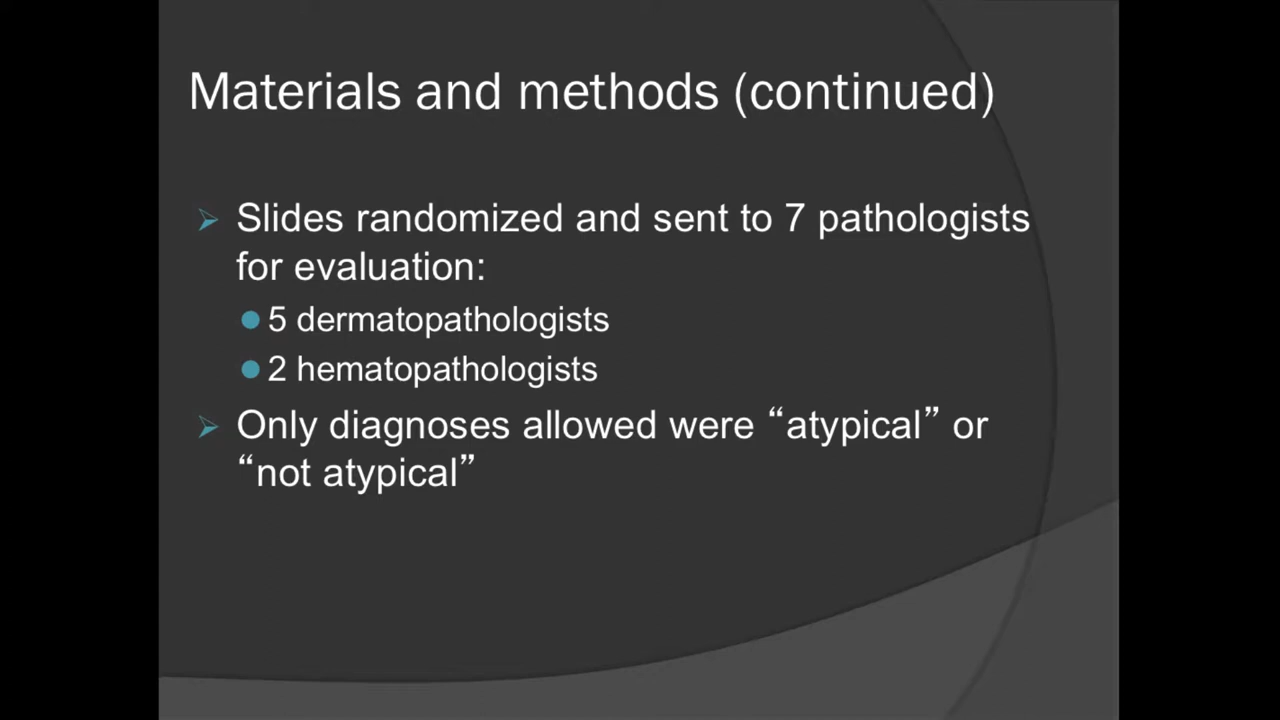 Materials and methods (continued)
Slides randomized and sent to 7 pathologists
for evaluation:
5 dermatopathologists
2 hematopathologists
Only diagnoses allowed were “atypical” or
“not atypical”